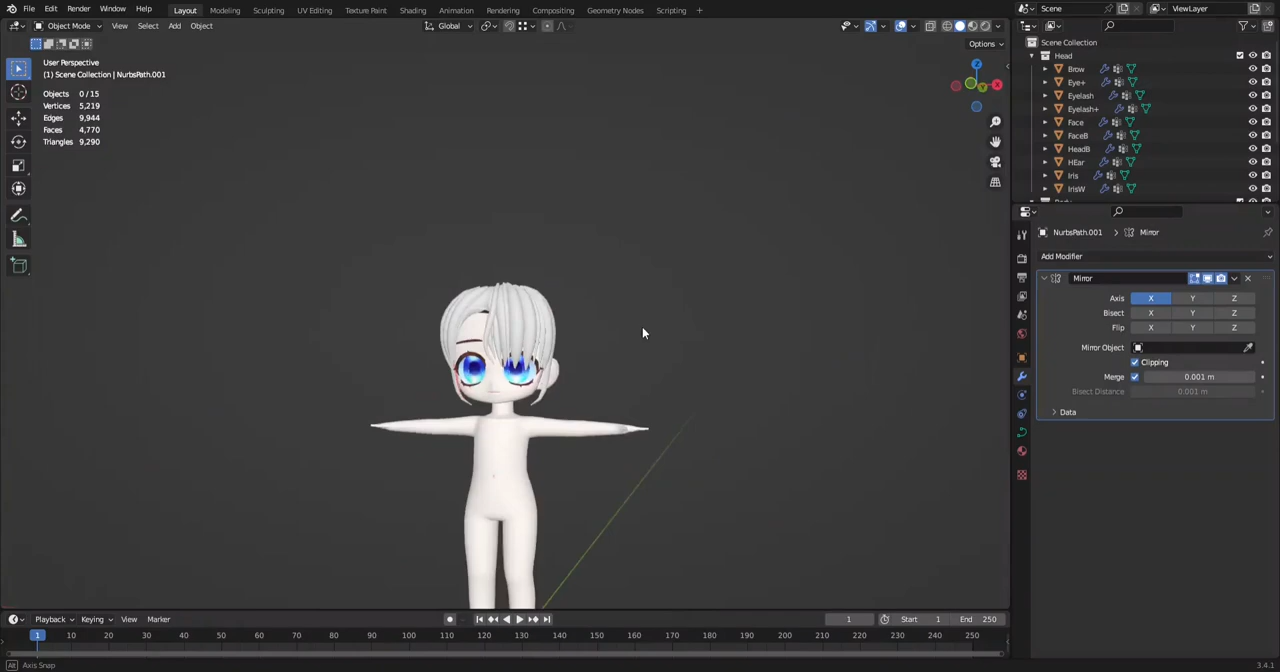 File Edit Render Window Help Layout Modeling Sculpting UV Editing Texture Paint Shading Animation Rendering Compositing Geometry Nodes Scripting + Scene ViewLayer
Object Mode View Select Add Object Global
Options
User Perspective
(1) Scene Collection | NurbsPath.001
Objects 0 / 15
Vertices 5,219
Edges 9,944
Faces 4,770
Triangles 9,290
Z
X
Y
Scene Collection
Head
Brow
Eye+
Eyelash
Eyelash+
Face
FaceB
HeadB
HEar
Iris
IrisW
NurbsPath.001 > Mirror
Add Modifier
Mirror
Axis X Y Z
Bisect X Y Z
Flip X Y Z
Mirror Object
Clipping
Merge 0.001 m
Bisect Distance 0.001 m
Data
Playback Keying View Marker 1 Start 1 End 250
1 10 20 30 40 50 60 70 80 90 100 110 120 130 140 150 160 170 180 190 200 210 220 230 240 250
Alt Axis Snap 3.4.1